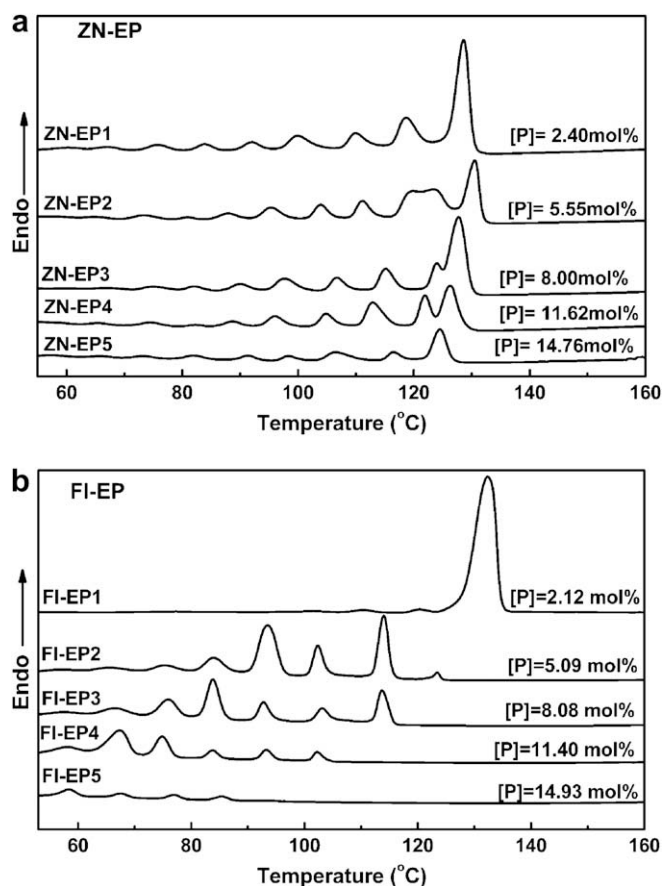 a
ZN-EP
ZN-EP1
[P]= 2.40mol%
ZN-EP2
[P]= 5.55mol%
ZN-EP3
[P]= 8.00mol%
ZN-EP4
[P]= 11.62mol%
ZN-EP5
[P]= 14.76mol%
Endo
60 80 100 120 140 160
Temperature (°C)
b
FI-EP
FI-EP1
[P]=2.12 mol%
FI-EP2
[P]=5.09 mol%
FI-EP3
[P]=8.08 mol%
FI-EP4
[P]=11.40 mol%
FI-EP5
[P]=14.93 mol%
Endo
60 80 100 120 140 160
Temperature (°C)